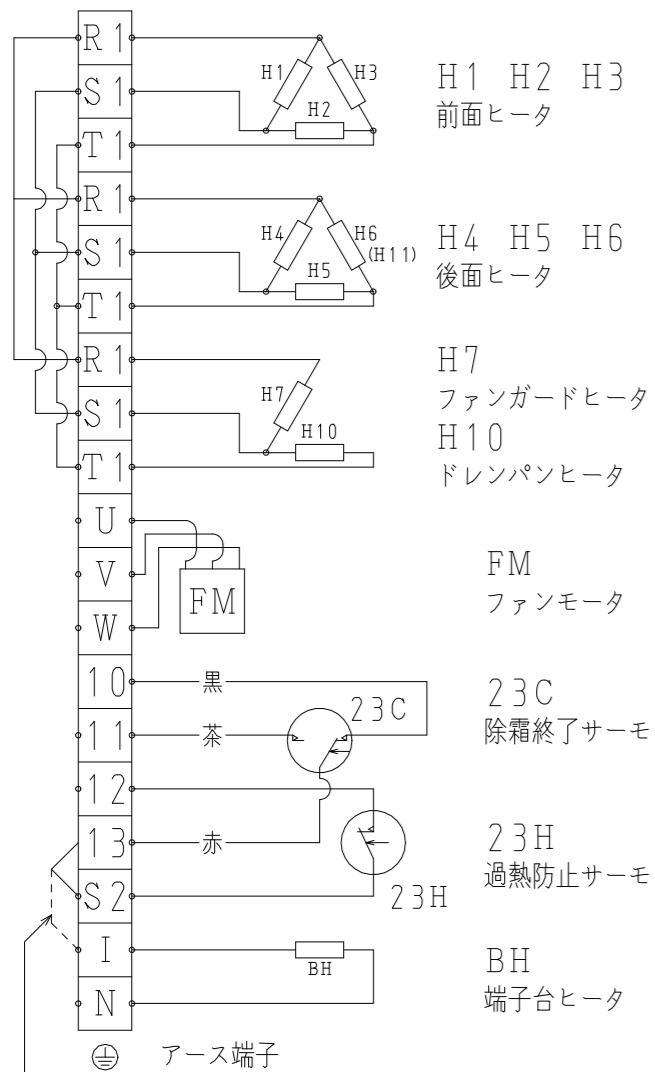 R1
S1
T1
R1
S1
T1
R1
S1
T1
U
V
W
10
11
12
13
S2
I
N
アース端子
H1
H3
H2
H4
H6
(H11)
H5
H7
H10
FM
黒
茶
赤
23C
23H
BH
H1 H2 H3
前面ヒータ
H4 H5 H6
後面ヒータ
H7
ファンガードヒータ
H10
ドレンパンヒータ
FM
ファンモータ
23C
除霜終了サーモ
23H
過熱防止サーモ
BH
端子台ヒータ